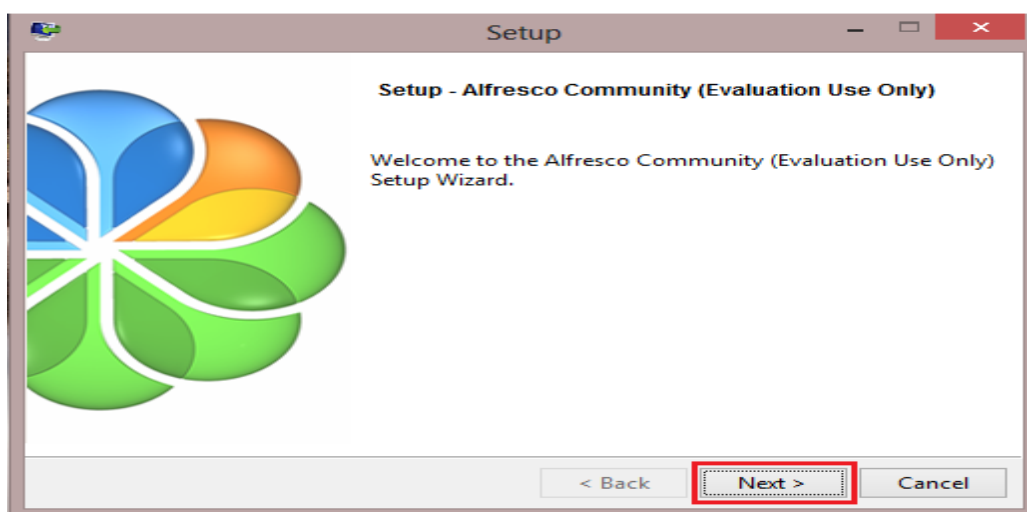 Setup
Setup - Alfresco Community (Evaluation Use Only)
Welcome to the Alfresco Community (Evaluation Use Only)
Setup Wizard.
< Back
Next >
Cancel